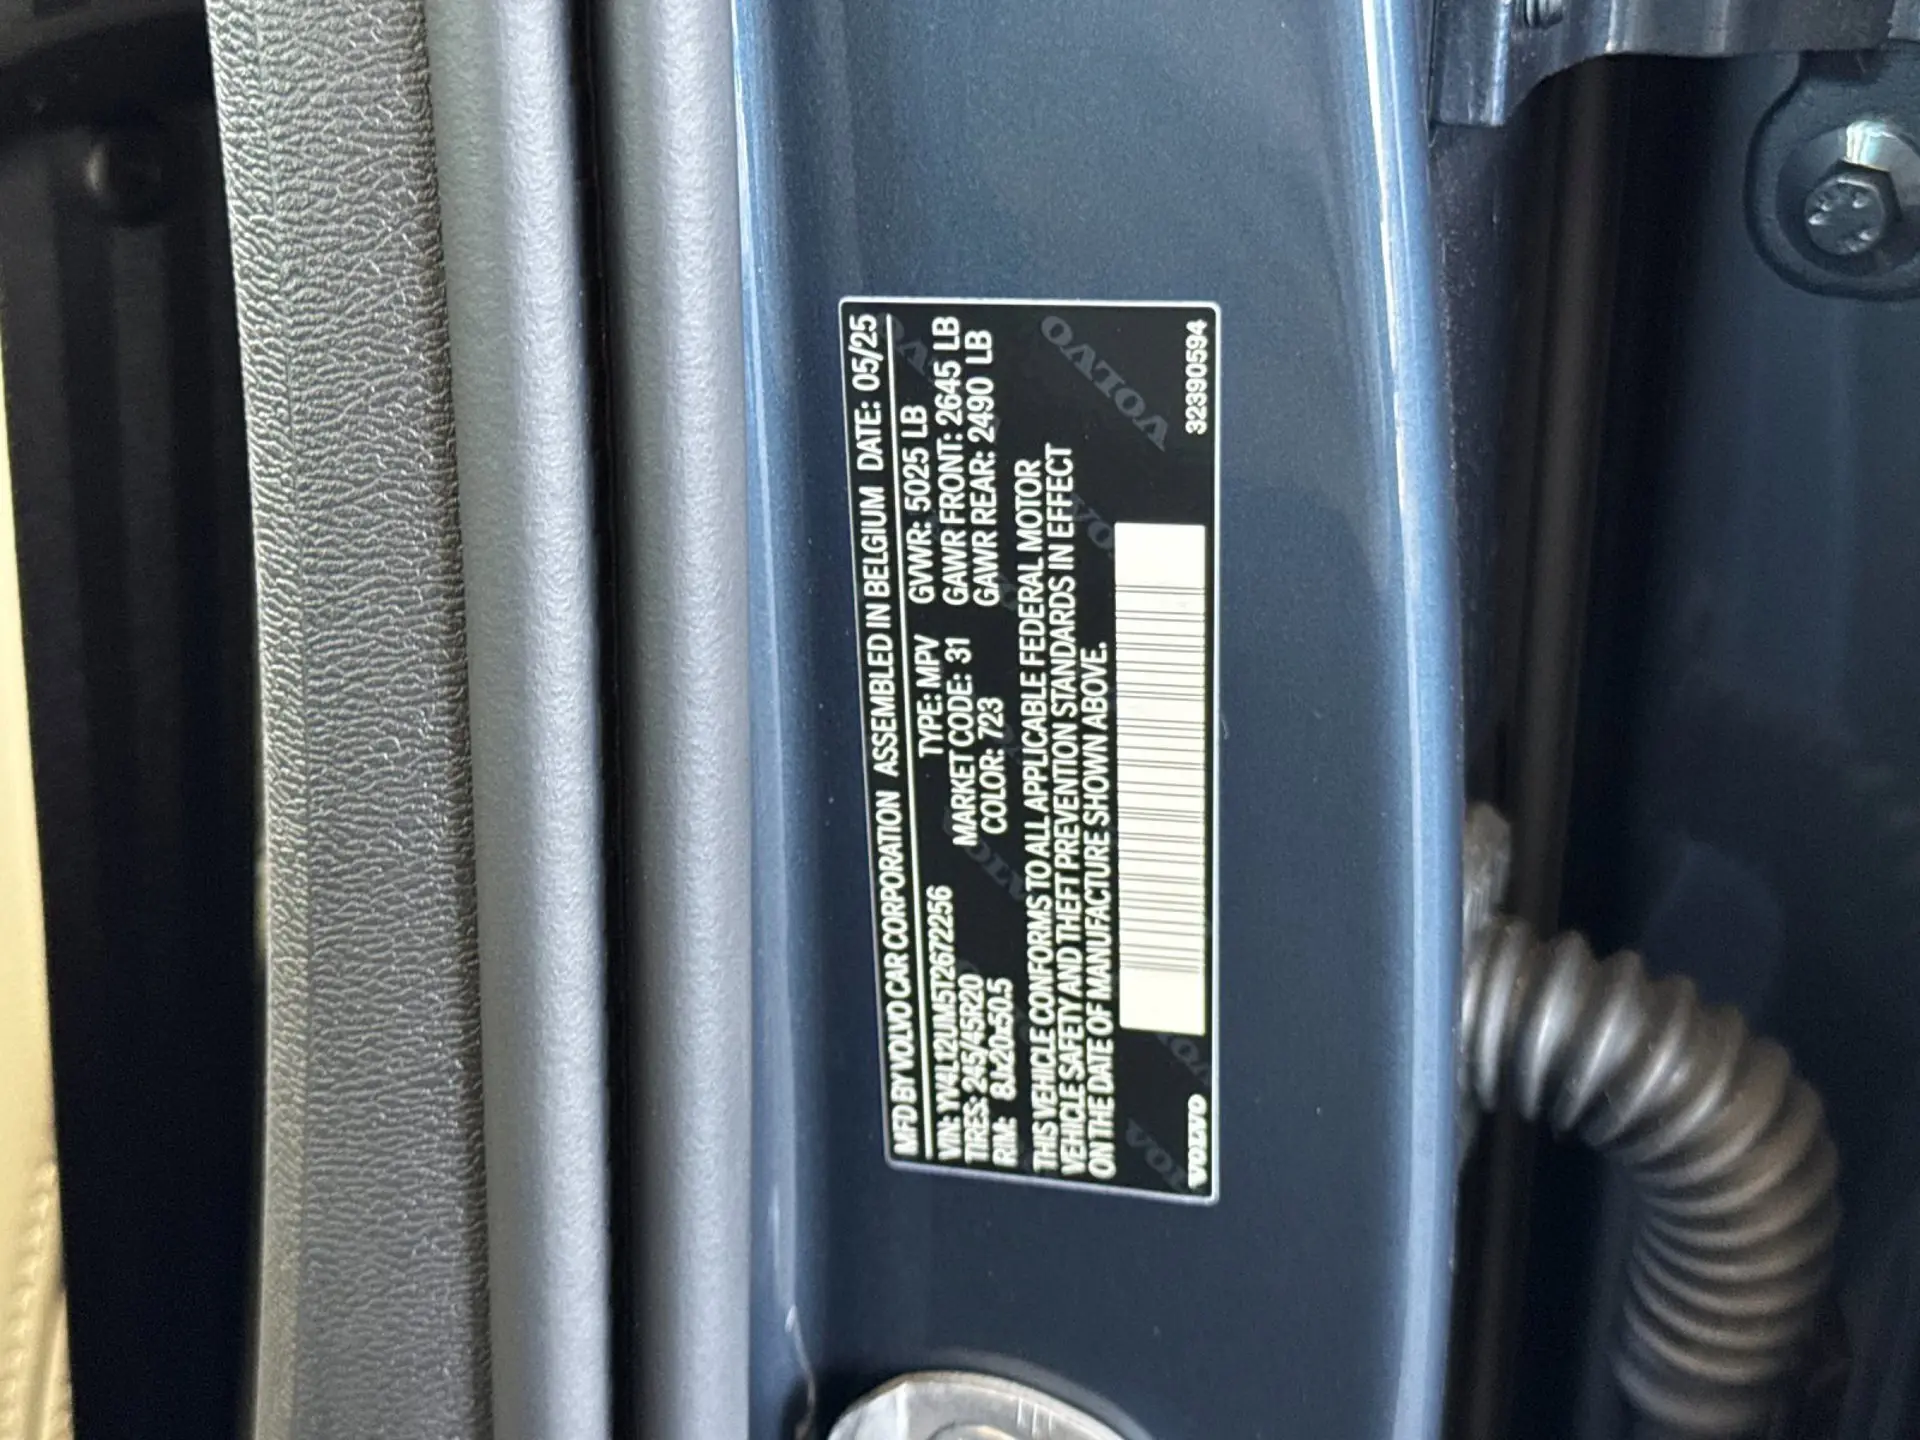 MFD BY VOLVO CAR CORPORATION ASSEMBLED IN BELGIUM DATE: 05/25
VIN: YV4L12UM5T2672256 TYPE: MPV GVWR: 5025 LB
TIRES: 245/45R20 MARKET CODE: 31 GAWR FRONT: 2645 LB
RIM: 8Jx20x50.5 COLOR: 723 GAWR REAR: 2490 LB
THIS VEHICLE CONFORMS TO ALL APPLICABLE FEDERAL MOTOR
VEHICLE SAFETY AND THEFT PREVENTION STANDARDS IN EFFECT
ON THE DATE OF MANUFACTURE SHOWN ABOVE.
VOLVO 32390594